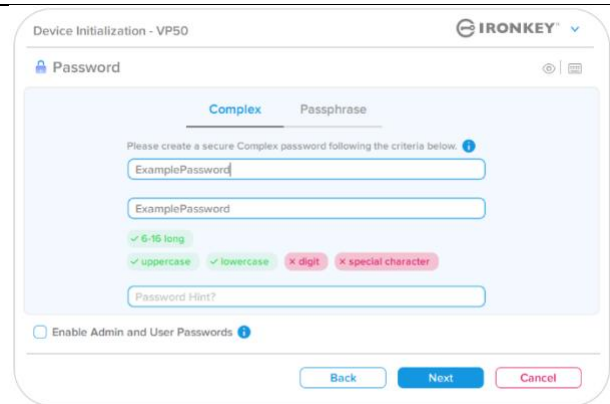 Device Initialization - VP50 IRONKEY
Password
Complex Passphrase
Please create a secure Complex password following the criteria below.
ExamplePassword
ExamplePassword
✓ 6-16 long
✓ uppercase ✓ lowercase × digit × special character
Password Hint?
Enable Admin and User Passwords
Back Next Cancel